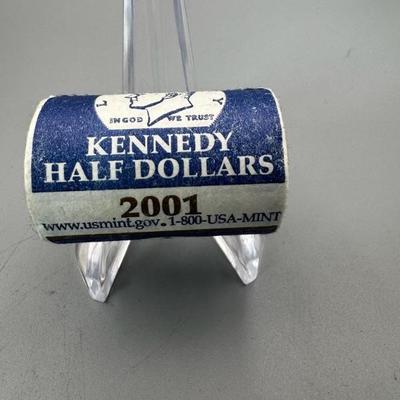 L Y
IN GOD WE TRUST
KENNEDY
HALF DOLLARS
2001
www.usmint.gov. 1-800-USA-MINT